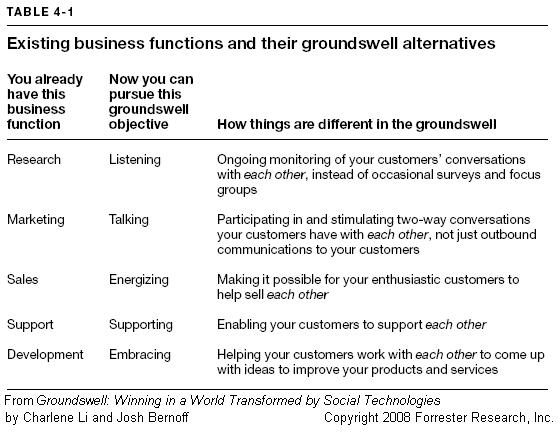 TABLE 4-1
Existing business functions and their groundswell alternatives
You already have this business function
Now you can pursue this groundswell objective
How things are different in the groundswell
Research
Listening
Ongoing monitoring of your customers' conversations
with each other, instead of occasional surveys and focus
groups
Marketing
Talking
Participating in and stimulating two-way conversations
your customers have with each other, not just outbound
communications to your customers
Sales
Energizing
Making it possible for your enthusiastic customers to
help sell each other
Support
Supporting
Enabling your customers to support each other
Development
Embracing
Helping your customers work with each other to come up
with ideas to improve your products and services
From Groundswell: Winning in a World Transformed by Social Technologies
by Charlene Li and Josh Bernoff
Copyright 2008 Forrester Research, Inc.